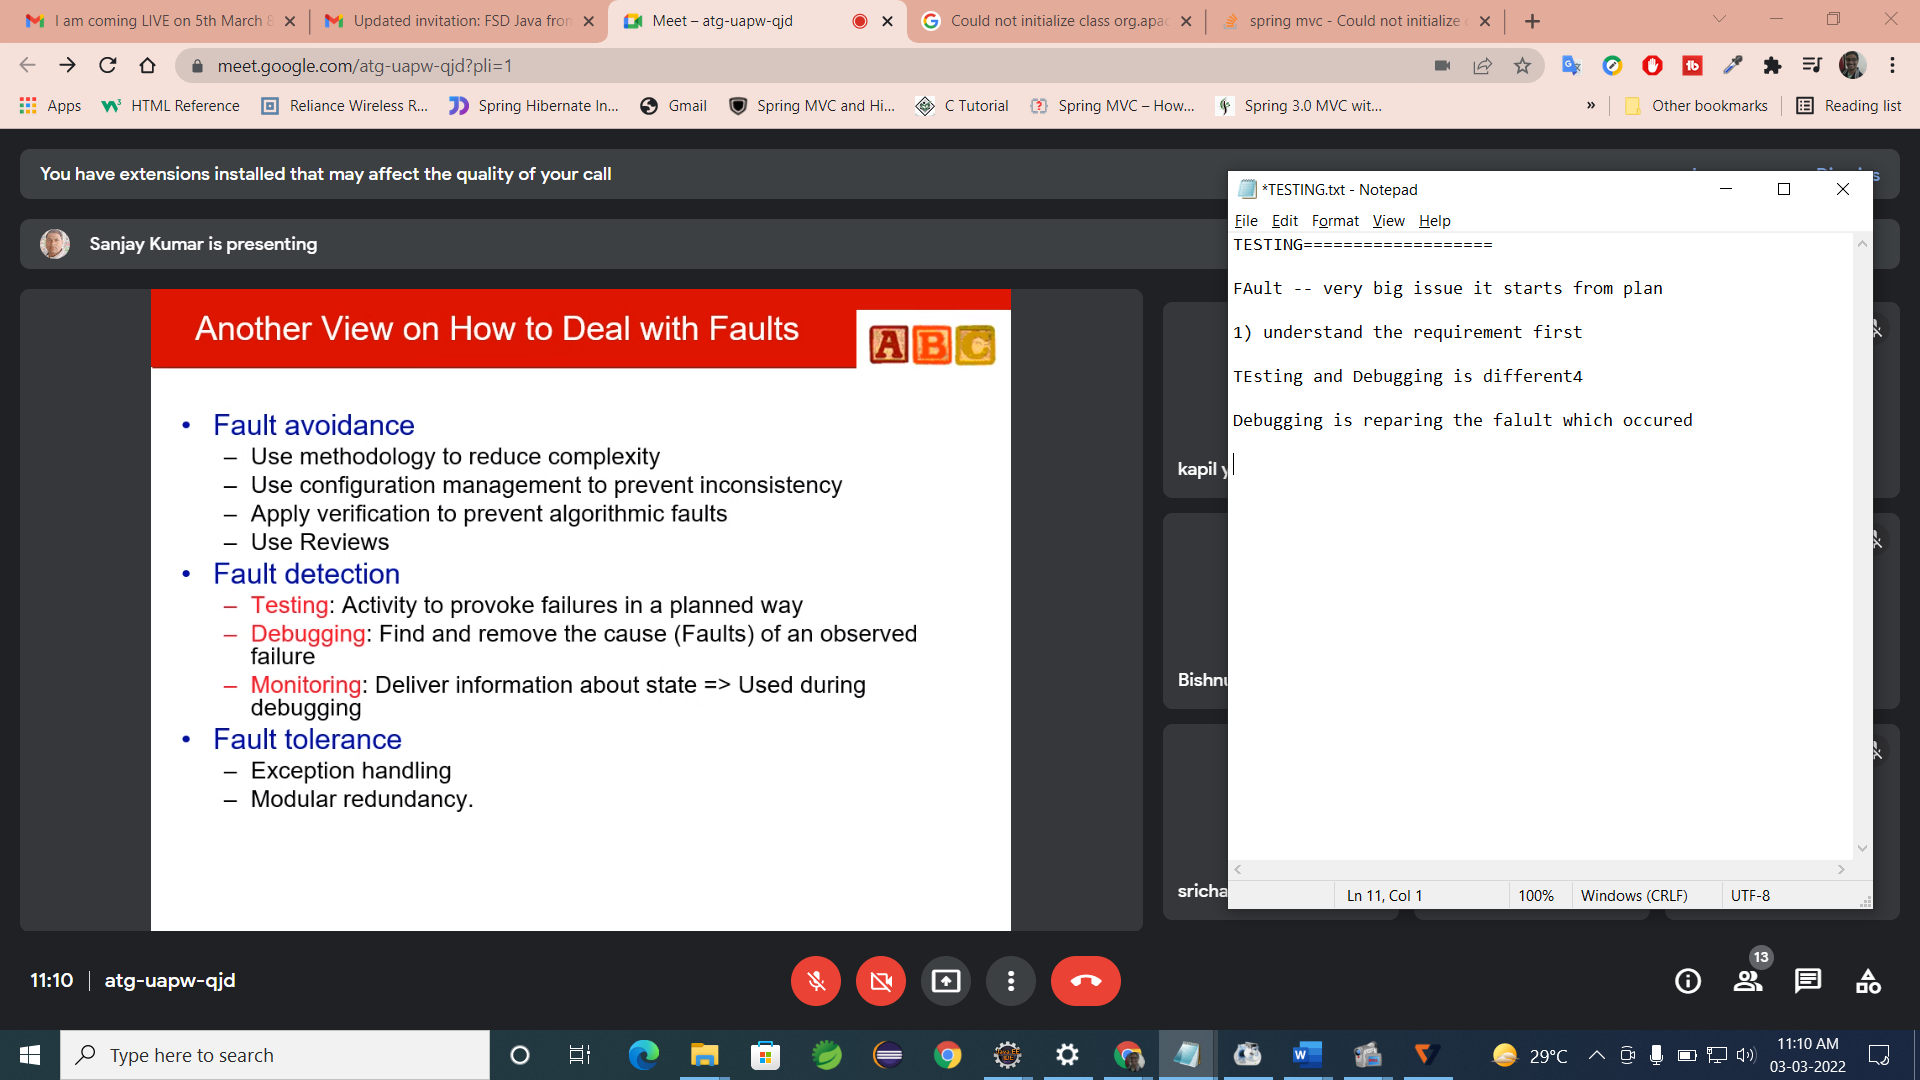 I am coming LIVE on 5th March 8
Updated invitation: FSD Java from
Meet – atg-uapw-qjd
Could not initialize class org.apac
spring mvc - Could not initialize c
meet.google.com/atg-uapw-qjd?pli=1
Apps
HTML Reference
Reliance Wireless R...
Spring Hibernate In...
Gmail
Spring MVC and Hi...
C Tutorial
Spring MVC – How...
Spring 3.0 MVC wit...
»
Other bookmarks
Reading list
You have extensions installed that may affect the quality of your call
Sanjay Kumar is presenting
Another View on How to Deal with Faults
A B C
• Fault avoidance
– Use methodology to reduce complexity
– Use configuration management to prevent inconsistency
– Apply verification to prevent algorithmic faults
– Use Reviews
• Fault detection
– Testing: Activity to provoke failures in a planned way
– Debugging: Find and remove the cause (Faults) of an observed
failure
– Monitoring: Deliver information about state => Used during
debugging
• Fault tolerance
– Exception handling
– Modular redundancy.
kapil y
Bishnu
sricha
*TESTING.txt - Notepad
File Edit Format View Help
TESTING===================
FAult -- very big issue it starts from plan
1) understand the requirement first
TEsting and Debugging is different4
Debugging is reparing the falult which occured
Ln 11, Col 1
100%
Windows (CRLF)
UTF-8
11:10 | atg-uapw-qjd
13
Type here to search
29°C
11:10 AM
03-03-2022